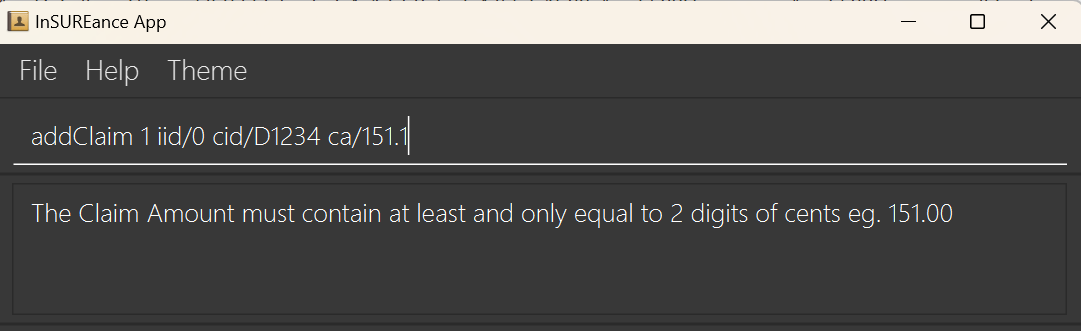 InSUREance App
File Help Theme
addClaim 1 iid/0 cid/D1234 ca/151.1
The Claim Amount must contain at least and only equal to 2 digits of cents eg. 151.00